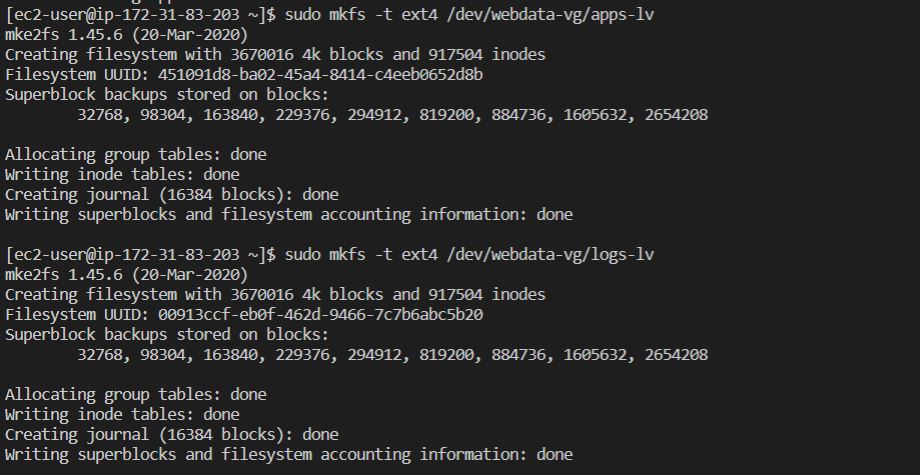 [ec2-user@ip-172-31-83-203 ~]$ sudo mkfs -t ext4 /dev/webdata-vg/apps-lv
mke2fs 1.45.6 (20-Mar-2020)
Creating filesystem with 3670016 4k blocks and 917504 inodes
Filesystem UUID: 451091d8-ba02-45a4-8414-c4eeb0652d8b
Superblock backups stored on blocks:
        32768, 98304, 163840, 229376, 294912, 819200, 884736, 1605632, 2654208
Allocating group tables: done
Writing inode tables: done
Creating journal (16384 blocks): done
Writing superblocks and filesystem accounting information: done
[ec2-user@ip-172-31-83-203 ~]$ sudo mkfs -t ext4 /dev/webdata-vg/logs-lv
mke2fs 1.45.6 (20-Mar-2020)
Creating filesystem with 3670016 4k blocks and 917504 inodes
Filesystem UUID: 00913ccf-eb0f-462d-9466-7c7b6abc5b20
Superblock backups stored on blocks:
        32768, 98304, 163840, 229376, 294912, 819200, 884736, 1605632, 2654208
Allocating group tables: done
Writing inode tables: done
Creating journal (16384 blocks): done
Writing superblocks and filesystem accounting information: done